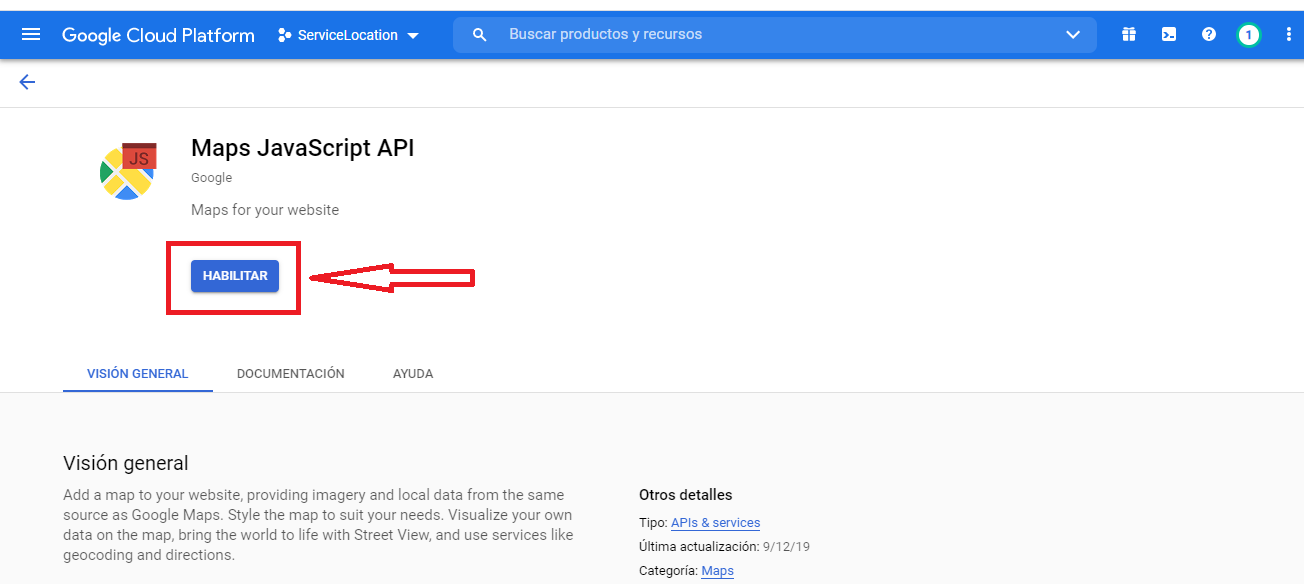 Google Cloud Platform ServiceLocation Buscar productos y recursos 1
JS
Maps JavaScript API
Google
Maps for your website
HABILITAR
VISIÓN GENERAL DOCUMENTACIÓN AYUDA
Visión general
Add a map to your website, providing imagery and local data from the same
source as Google Maps. Style the map to suit your needs. Visualize your own
data on the map, bring the world to life with Street View, and use services like
geocoding and directions.
Otros detalles
Tipo: APIs & services
Última actualización: 9/12/19
Categoría: Maps